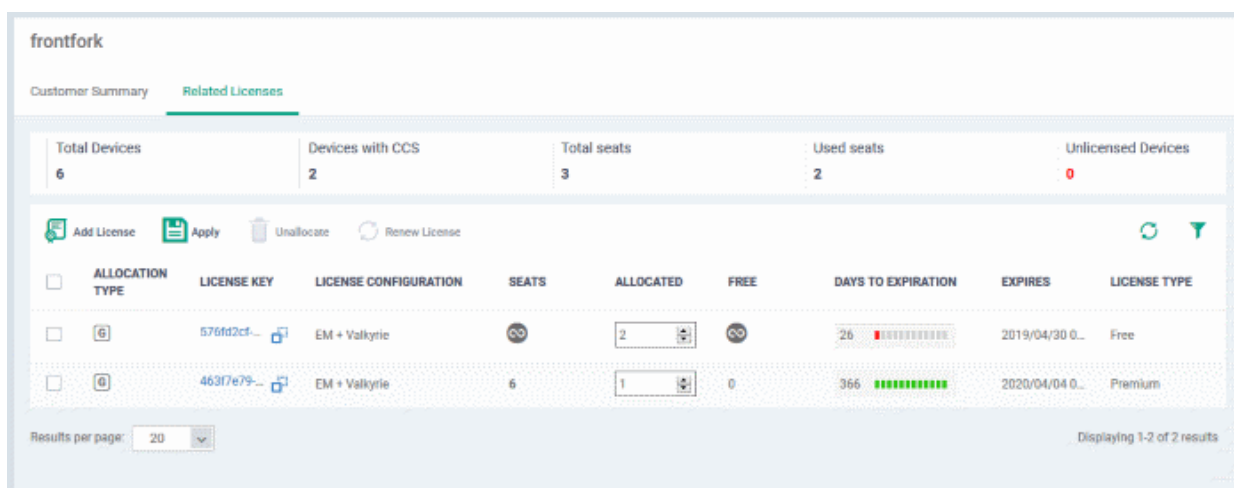 frontfork
Customer Summary Related Licenses
Total Devices Devices with CCS Total seats Used seats Unlicensed Devices
6 2 3 2 0
Add License Apply Unallocate Renew License
ALLOCATION TYPE LICENSE KEY LICENSE CONFIGURATION SEATS ALLOCATED FREE DAYS TO EXPIRATION EXPIRES LICENSE TYPE
G 576fd2cf-... EM + Valkyrie 2 26 2019/04/30 0... Free
G 463f7e79-... EM + Valkyrie 6 1 0 366 2020/04/04 0... Premium
Results per page: 20 Displaying 1-2 of 2 results